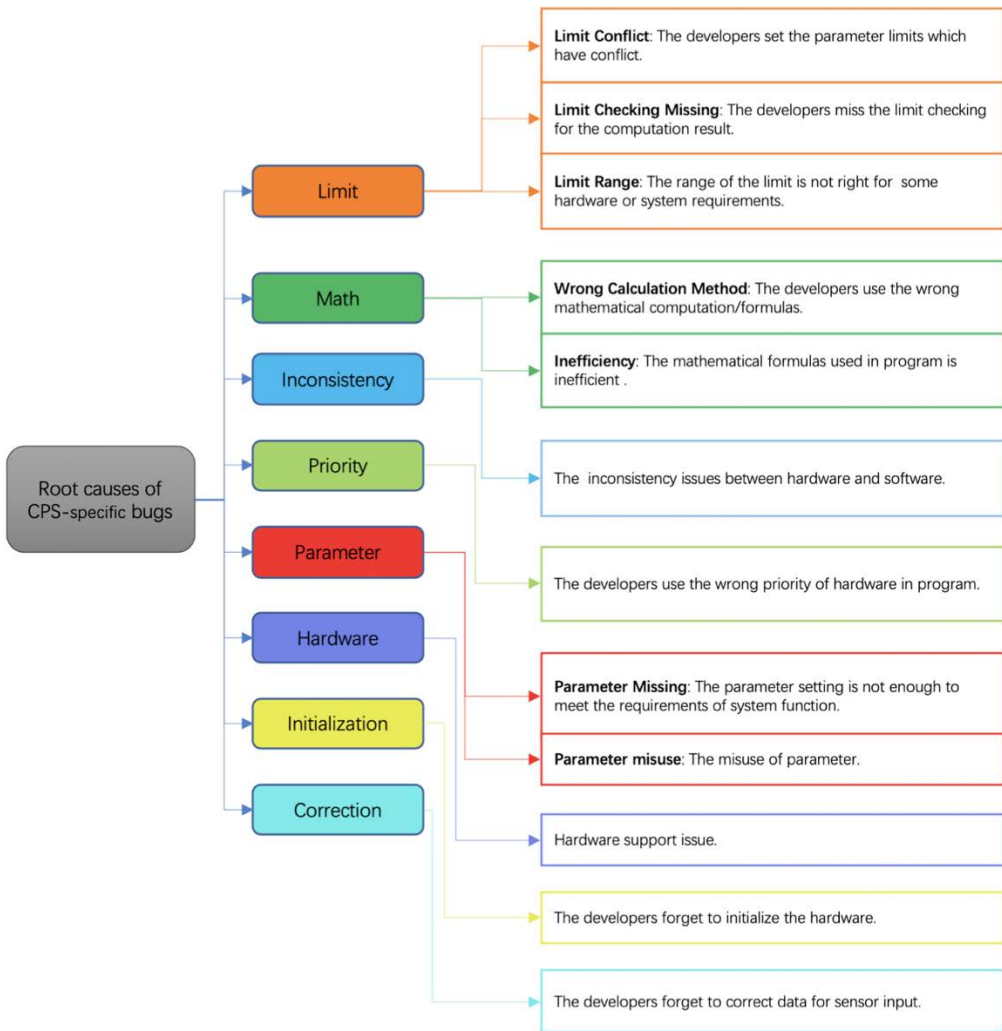 Root causes of
CPS-specific bugs
Limit
Limit Conflict: The developers set the parameter limits which
have conflict.
Limit Checking Missing: The developers miss the limit checking
for the computation result.
Limit Range: The range of the limit is not right for some
hardware or system requirements.
Math
Wrong Calculation Method: The developers use the wrong
mathematical computation/formulas.
Inefficiency: The mathematical formulas used in program is
inefficient .
Inconsistency
The inconsistency issues between hardware and software.
Priority
The developers use the wrong priority of hardware in program.
Parameter
Parameter Missing: The parameter setting is not enough to
meet the requirements of system function.
Parameter misuse: The misuse of parameter.
Hardware
Hardware support issue.
Initialization
The developers forget to initialize the hardware.
Correction
The developers forget to correct data for sensor input.